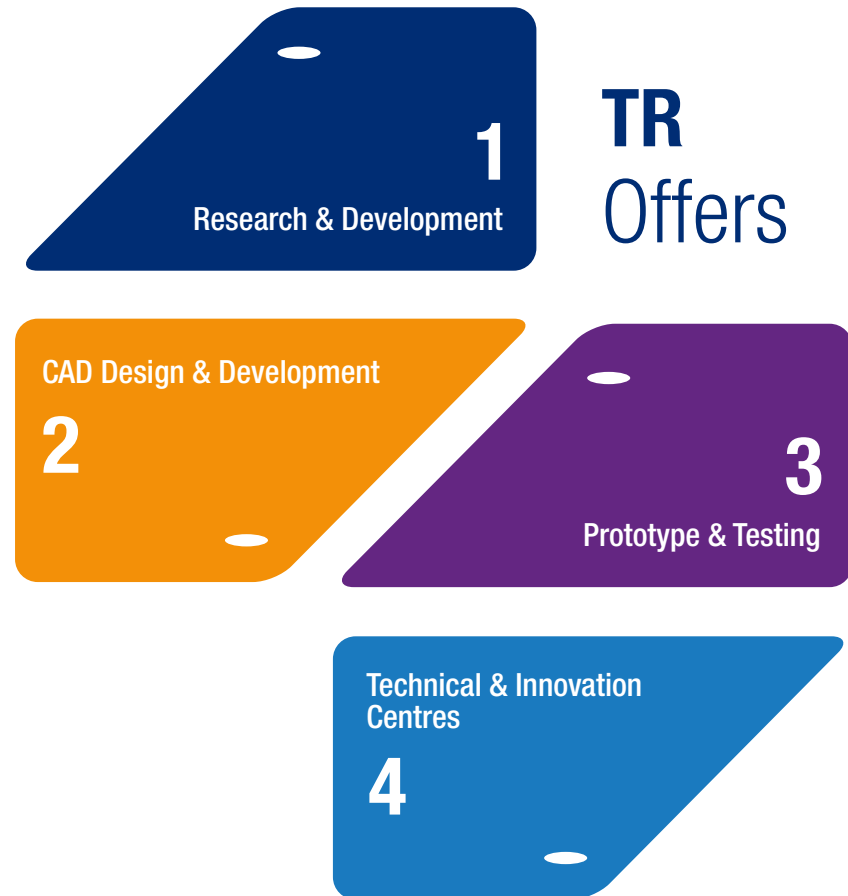 TR
Offers
1
Research & Development
CAD Design & Development
2
3
Prototype & Testing
Technical & Innovation
Centres
4